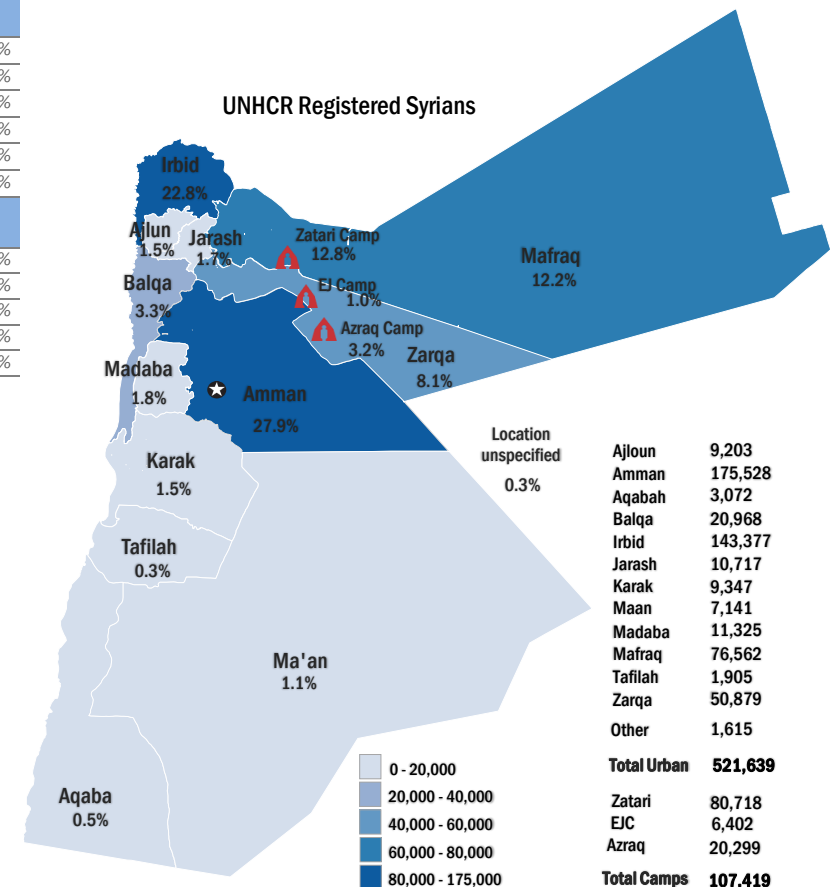 %
%
%
%
%
%
%
%
%
%
%
UNHCR Registered Syrians
Irbid
22.8%
Ajlun
1.5%
Jarash
1.7%
Zatari Camp
12.8%
Mafraq
12.2%
Balqa
3.3%
EJ Camp
1.0%
Azraq Camp
3.2%
Zarqa
8.1%
Madaba
1.8%
Amman
27.9%
Karak
1.5%
Location
unspecified
0.3%
Tafilah
0.3%
Ma'an
1.1%
Aqaba
0.5%
0 - 20,000
20,000 - 40,000
40,000 - 60,000
60,000 - 80,000
80,000 - 175,000
Ajloun 9,203
Amman 175,528
Aqabah 3,072
Balqa 20,968
Irbid 143,377
Jarash 10,717
Karak 9,347
Maan 7,141
Madaba 11,325
Mafraq 76,562
Tafilah 1,905
Zarqa 50,879
Other 1,615
Total Urban 521,639
Zatari 80,718
EJC 6,402
Azraq 20,299
Total Camps 107,419